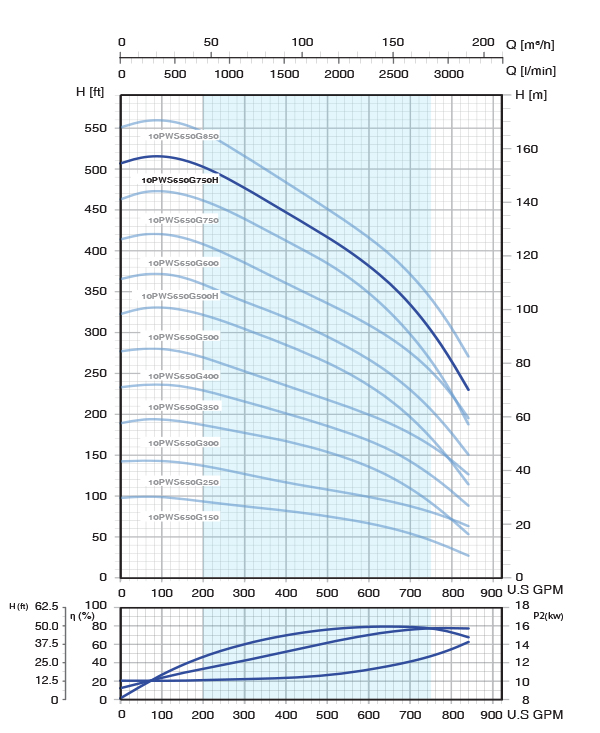 0 50 100 150 200 Q [m³/h]
0 500 1000 1500 2000 2500 3000 Q [l/min]
H [ft] H [m]
550
10PWS650G850
160
500
10PWS650G750H
140
450
10PWS650G750
400
120
10PWS650G600
350
10PWS650G500H
100
300
10PWS650G500
80
250
10PWS650G400
10PWS650G350
200
60
10PWS650G300
150
40
10PWS650G250
100
10PWS650G150
20
50
0 0
0 100 200 300 400 500 600 700 800 900 U.S GPM
H (ft) 62.5 100 18
η (%) P2(kw)
50.0 80 16
37.5 60 14
25.0 40 12
12.5 20 10
0 0 8
0 100 200 300 400 500 600 700 800 900 U.S GPM